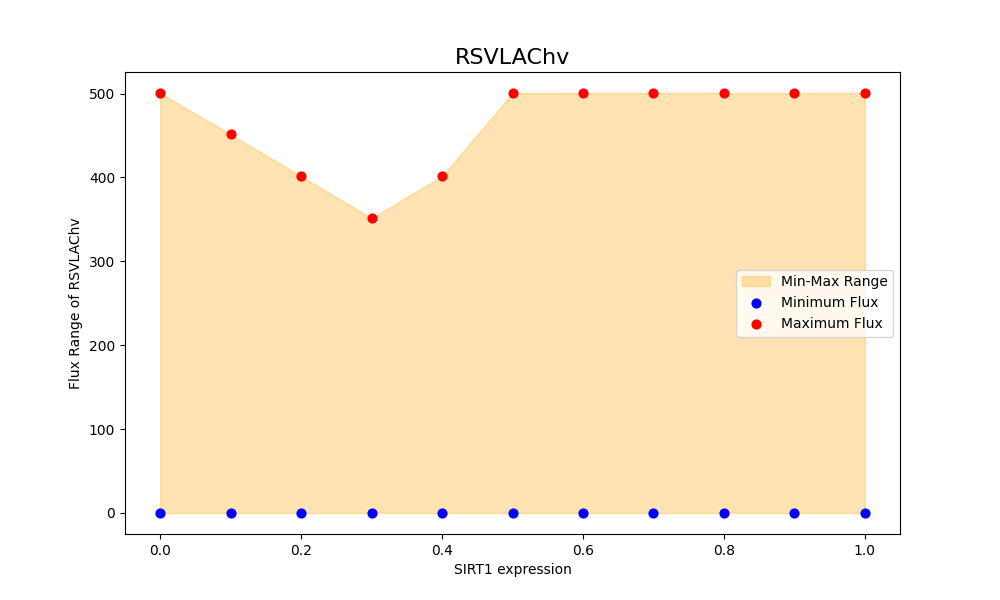 RSVLAChv
Flux Range of RSVLAChv
500
400
300
200
100
0
Min-Max Range
Minimum Flux
Maximum Flux
0.0 0.2 0.4 0.6 0.8 1.0
SIRT1 expression